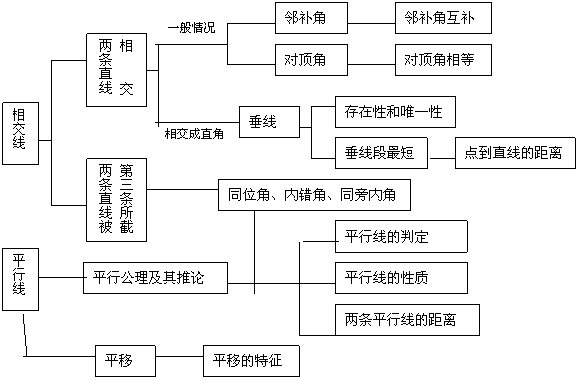 一般情况
邻补角
邻补角互补
两条直线
相交
对顶角
对顶角相等
相交线
相交成直角
垂线
存在性和唯一性
垂线段最短
点到直线的距离
两条直线被
第三条所截
同位角、内错角、同旁内角
平行线
平行线的判定
平行公理及其推论
平行线的性质
两条平行线的距离
平移
平移的特征